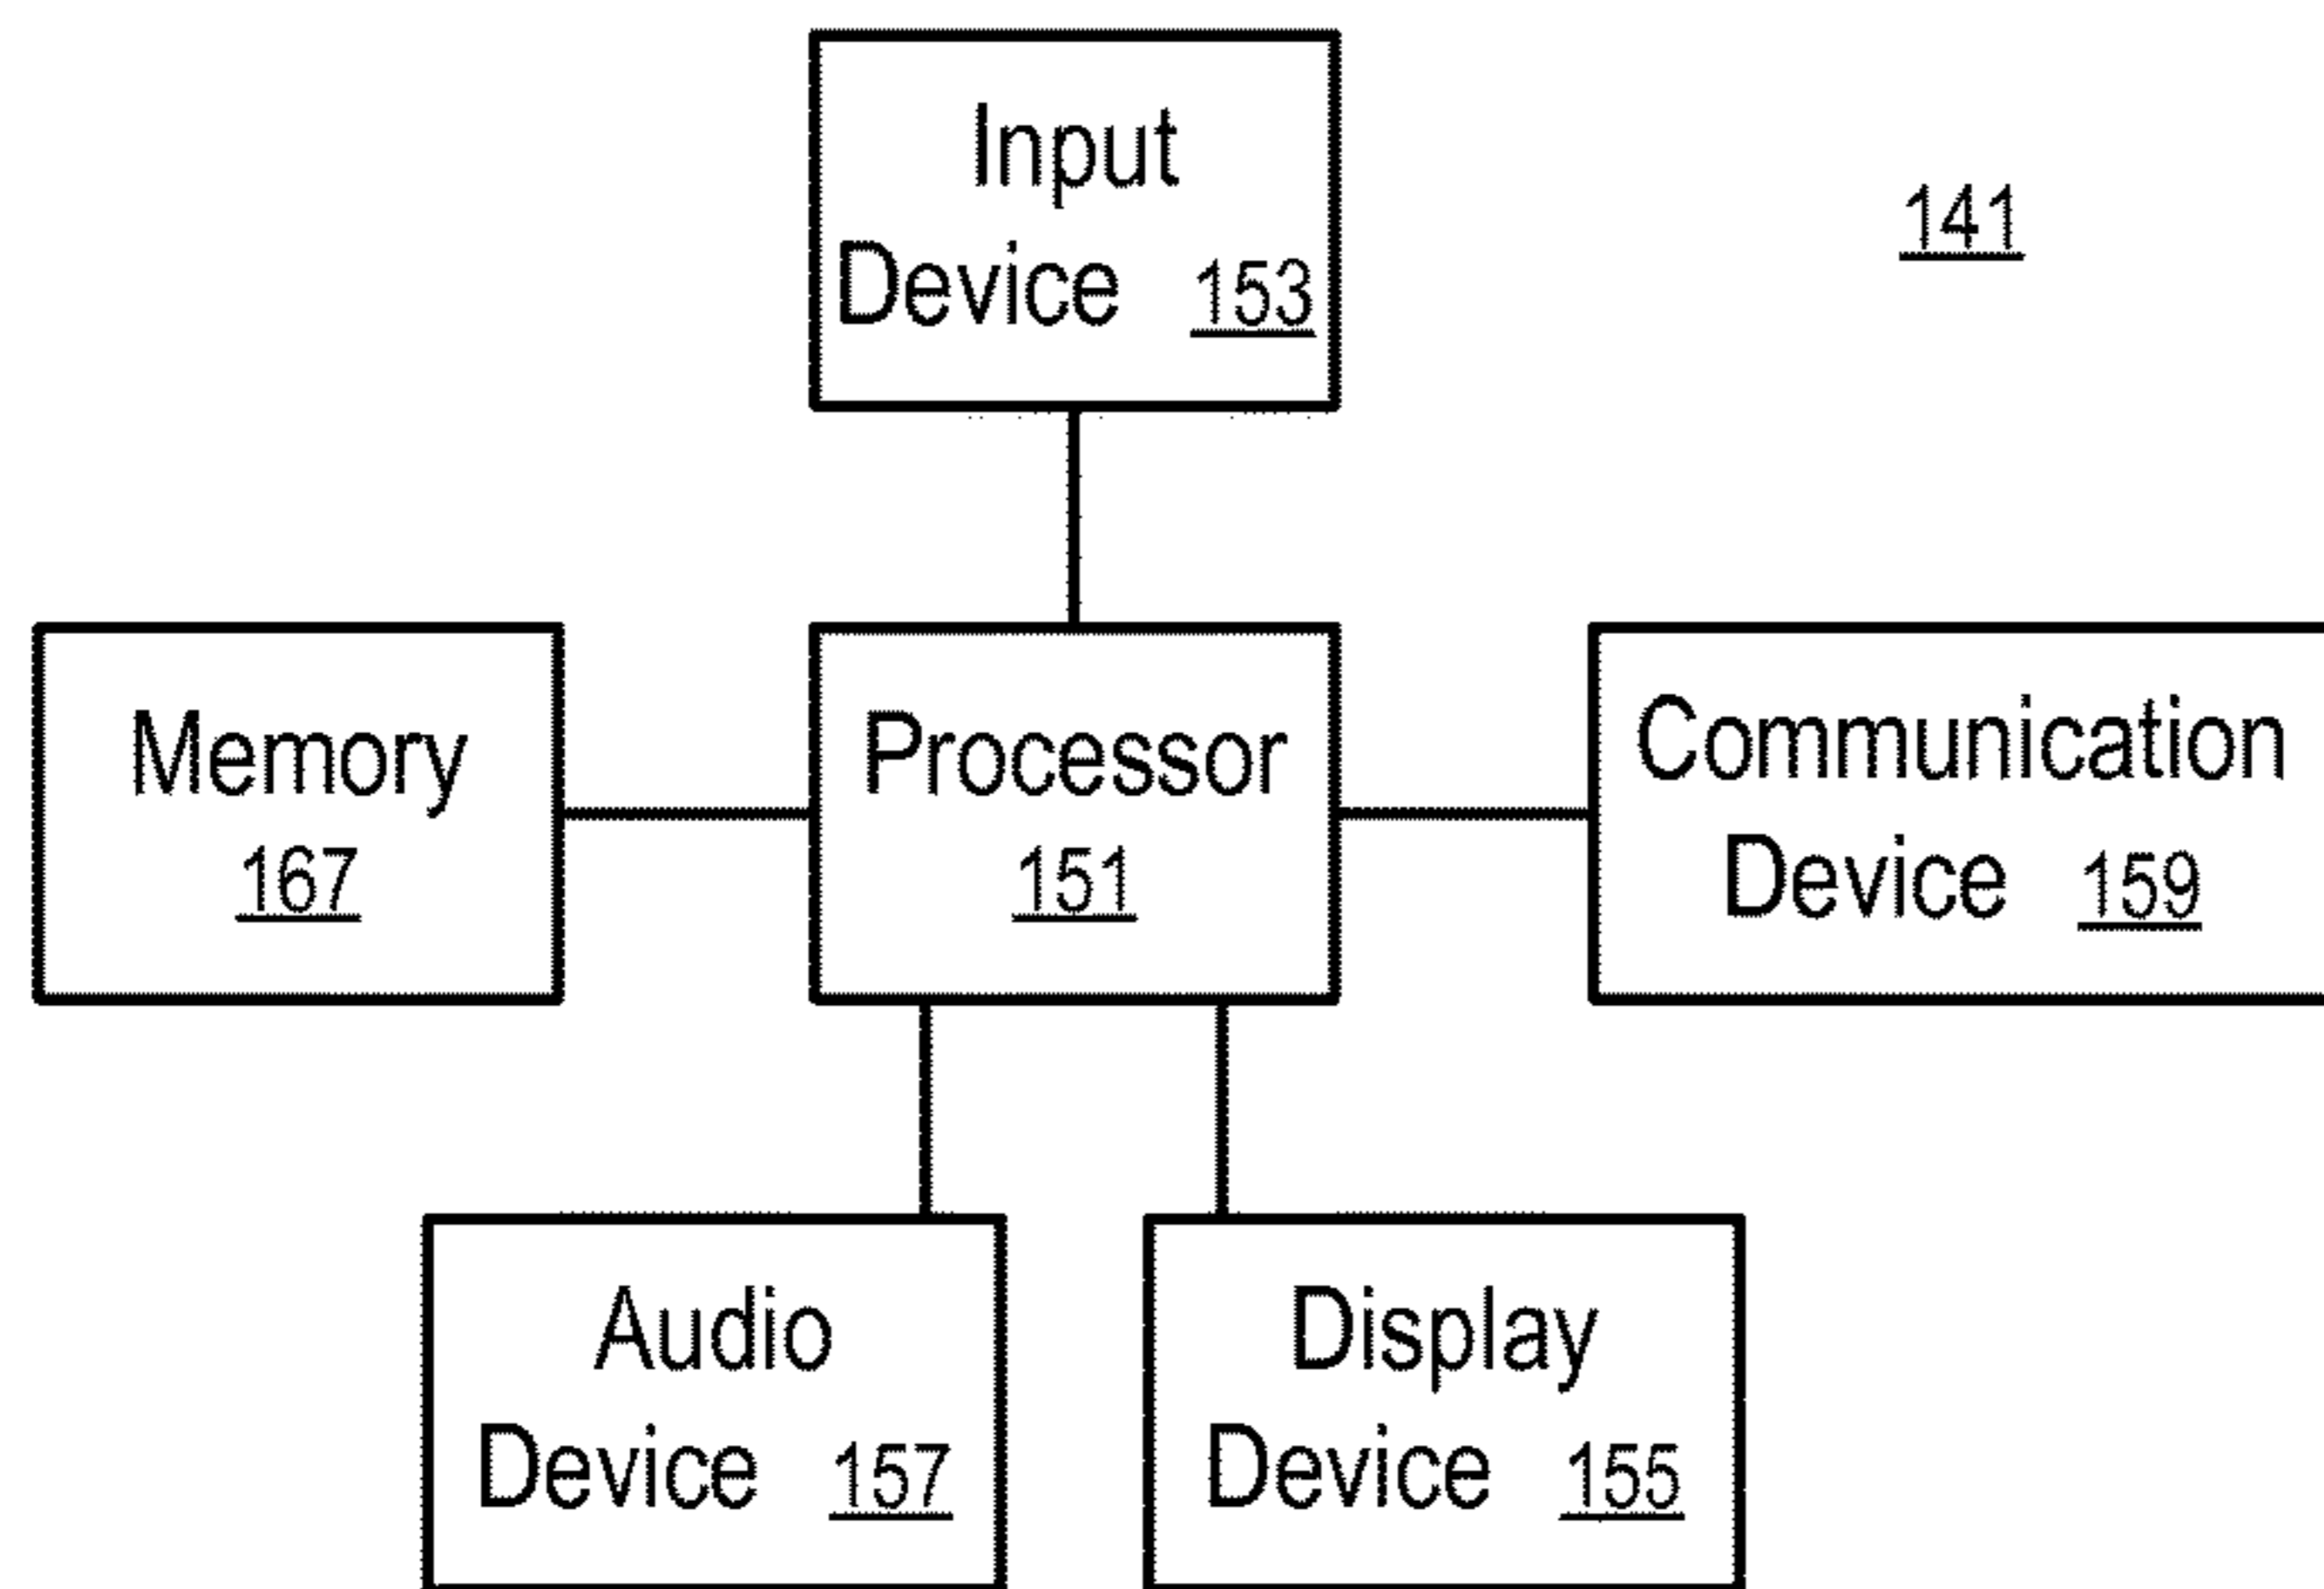 Input
Device 153
141
Memory
167
Processor
151
Communication
Device 159
Audio
Device 157
Display
Device 155